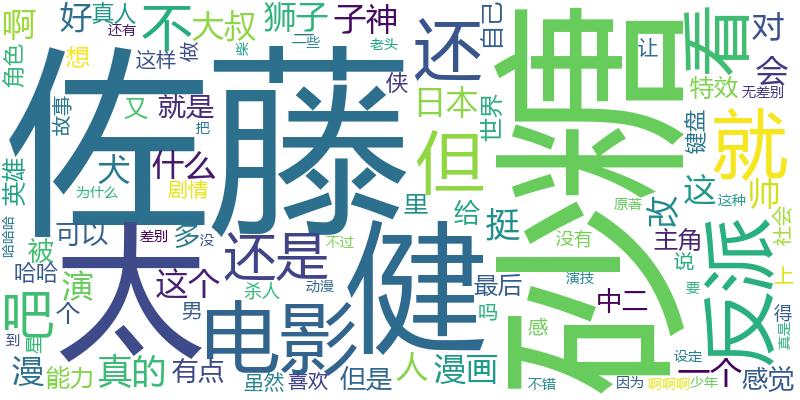 佐藤
砂糖
健
太
就
电影
反派
还
但
看
还是
吧
不
大叔
狮子
子神
好
真人
还有
啊
二些
老头
自己
让
对
会
特效
无差别
角色
想
这样
做
柴
侠
日本
世界
键盘
故事
又
就是
把
英雄
犬
什么
剧情
为什么
里
给
挺
改
这
帅
原著
这种
社会
哈哈哈
可以
差别
多
没
不过
没有
主角
说
上
被
哈哈
演
这个
杀人
动漫
最后
吗
演技
中二
要
得
真是
个
男
感
设定
到
星
漫
能力
真的
有点
虽然
喜欢
但是
人
漫画
不错
因为
啊啊啊
少年
一个
感觉